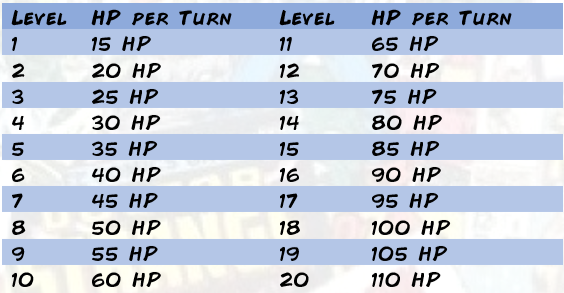 Level HP per Turn Level HP per Turn
1 15 HP 11 65 HP
2 20 HP 12 70 HP
3 25 HP 13 75 HP
4 30 HP 14 80 HP
5 35 HP 15 85 HP
6 40 HP 16 90 HP
7 45 HP 17 95 HP
8 50 HP 18 100 HP
9 55 HP 19 105 HP
10 60 HP 20 110 HP